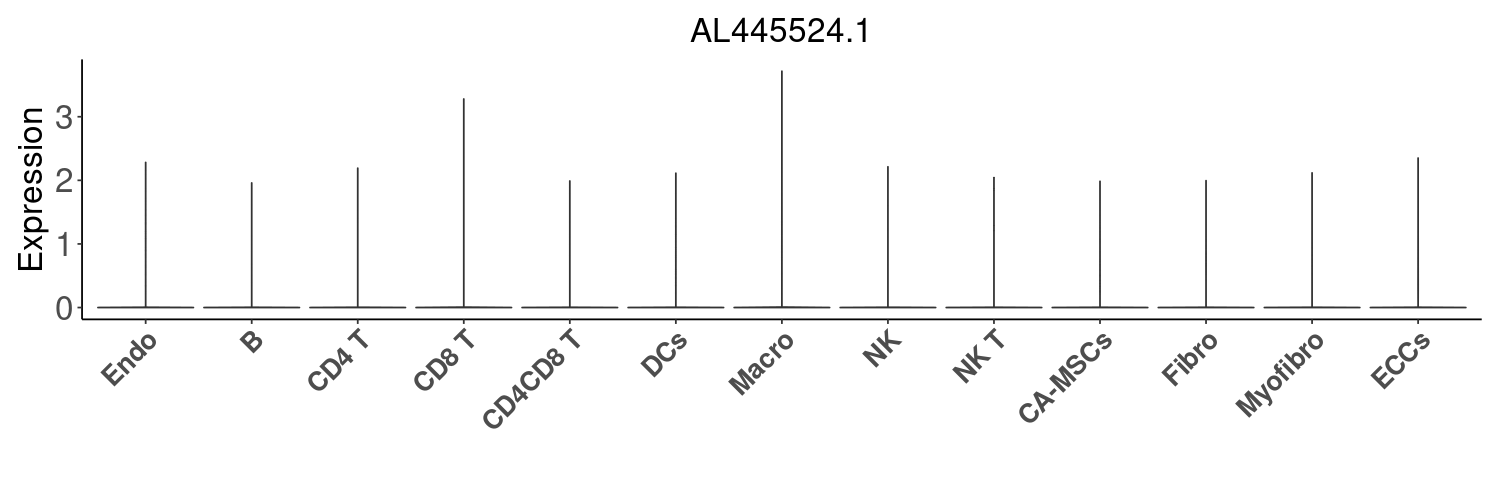 AL445524.1
Expression
3
2
1
0
Endo
B
CD4 T
CD8 T
CD4CD8 T
DCs
Macro
NK
NK T
CA-MSCs
Fibro
Myofibro
ECCs